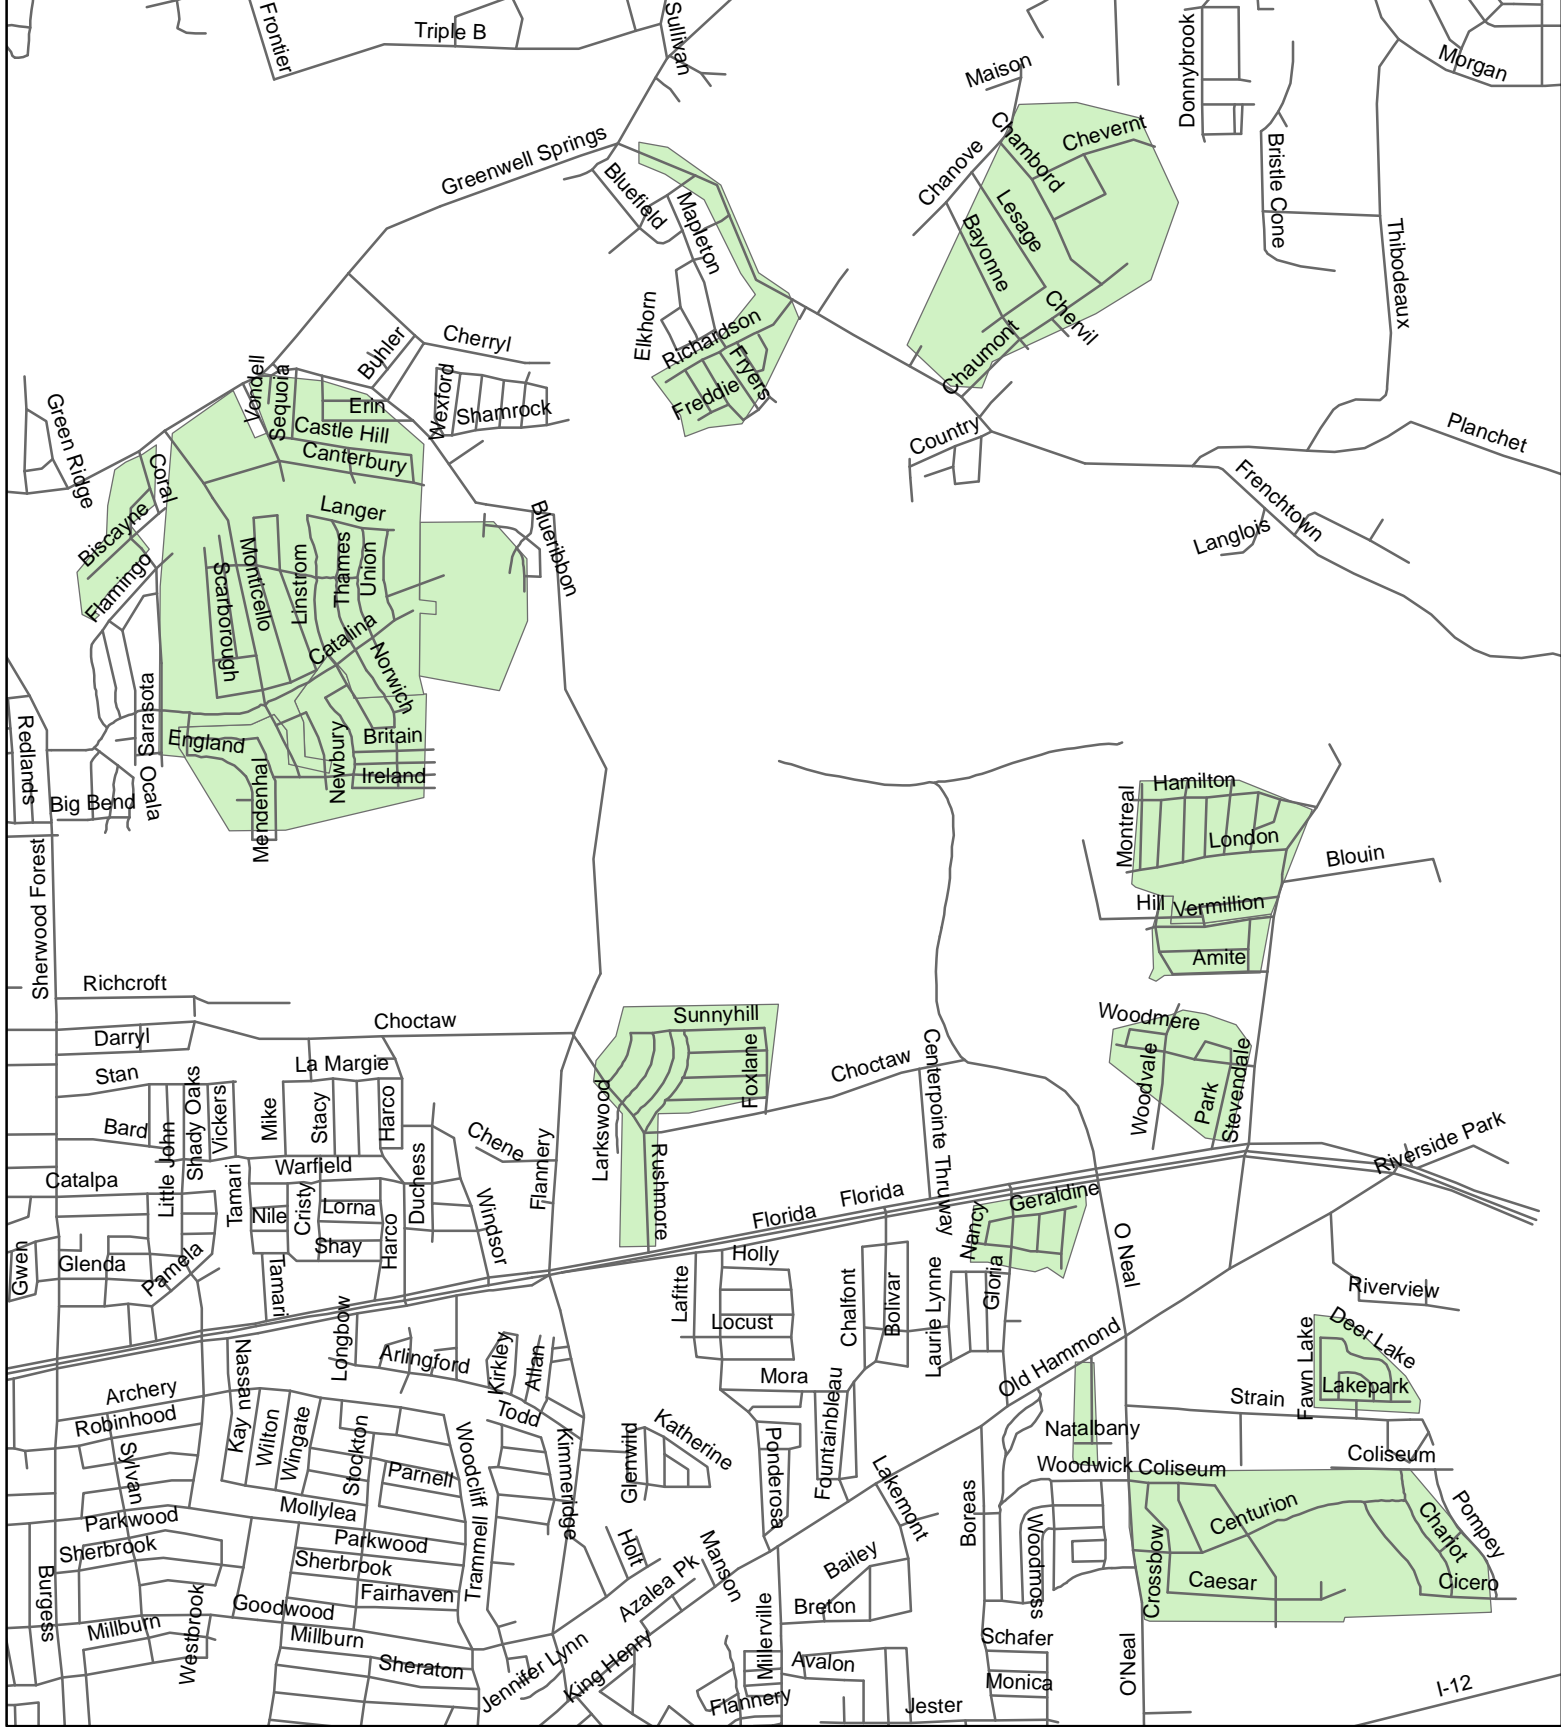 Frontier
Triple B
Sullivan
Maison
Donnybrook
Morgan
Greenwell Springs
Bluefield
Mapleton
Chambord
Chevernt
Chanove
Lesage
Bayonne
Bristle Cone
Thibodeaux
Elkhorn
Richardson
Freddie
Fryers
Chervil
Chaumont
Buhler
Cherryl
Vondell
Sequoia
Erin
Wexford
Shamrock
Castle Hill
Canterbury
Green Ridge
Coral
Country
Planchet
Frenchtown
Langlois
Biscayne
Flamingo
Langer
Blueribbon
Scarborough
Monticello
Linstrom
Thames
Union
Catalina
Norwich
Redlands
Sarasota
England
Newbury
Britain
Ireland
Mendenhal
Big Bend
Ocala
Hamilton
Montreal
London
Blouin
Hill
Vermillion
Amite
Sherwood Forest
Richcroft
Choctaw
Darryl
Sunnyhill
Woodmere
La Margie
Stan
Foxlane
Choctaw
Centerpointe Thruway
Woodvale
Park
Stevendale
Larkswood
Shady Oaks
Vickers
Mike
Stacy
Harco
Bard
Little John
Chene
Flannery
Rushmore
Riverside Park
Catalpa
Warfield
Duchess
Tamari
Nile
Cristy
Lorna
Windsor
Florida
Florida
Geraldine
Nancy
O Neal
Gwen
Glenda
Pamela
Shay
Harco
Tamari
Holly
Lafitte
Locust
Chalfont
Bolivar
Laurie Lynne
Gloria
Riverview
Longbow
Arlingford
Kirkley
Allan
Nassau
Old Hammond
Fawn Lake
Deer Lake
Lakepark
Mora
Archery
Robinhood
Kay
Wilton
Wingate
Stockton
Todd
Fountainbleau
Strain
Natalbany
Sylvan
Parnell
Woodcliff
Kimmeridge
Glenwild
Katherine
Ponderosa
Lakemont
Woodwick
Coliseum
Coliseum
Mollylea
Parkwood
Parkwood
Sherbrook
Sherbrook
Trammell
Holt
Manson
Boreas
Woodmoss
Centurion
Chariot
Pompey
Burgess
Westbrook
Fairhaven
Goodwood
Azalea Pk
Bailey
Crossbow
Caesar
Cicero
Millburn
Millburn
Breton
Millerville
Schafer
Sheraton
Jennifer Lynn
King Henry
Avalon
Monica
O'Neal
Flannery
Jester
I-12